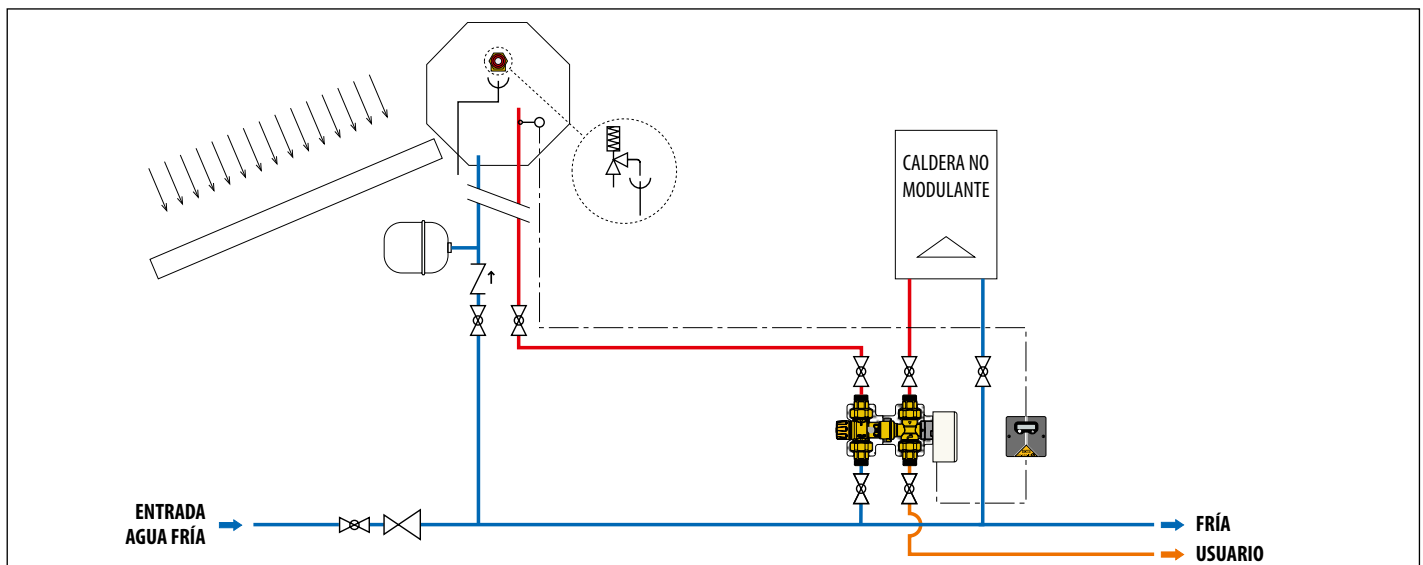 CALDERA NO
MODULANTE
ENTRADA
AGUA FRÍA
FRÍA
USUARIO